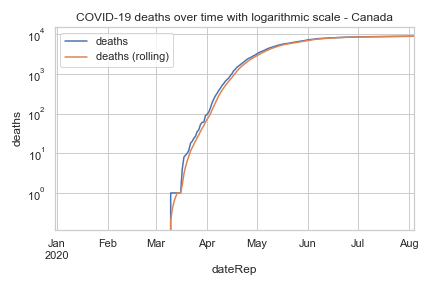 COVID-19 deaths over time with logarithmic scale - Canada
deaths
deaths (rolling)
10⁴
10³
10²
10¹
10⁰
deaths
Jan Feb Mar Apr May Jun Jul Aug
2020
dateRep